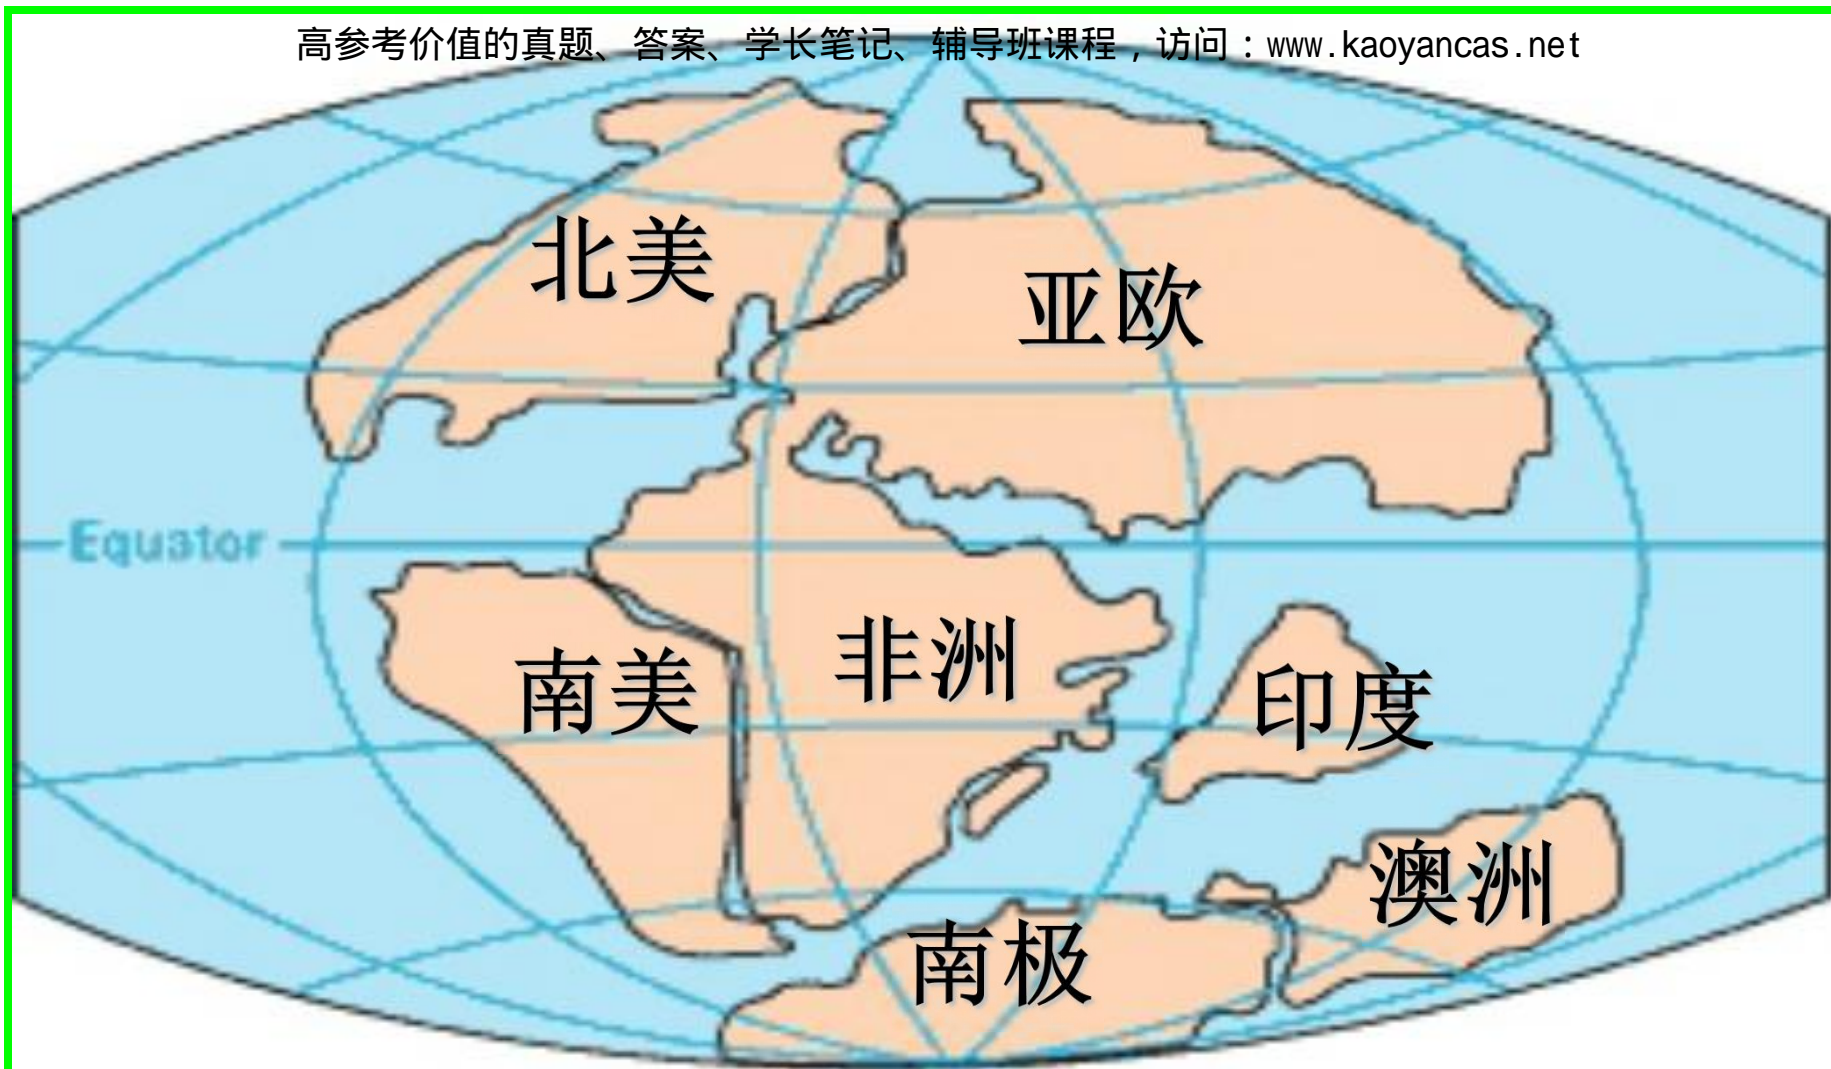 高参考价值的真题、答案、学长笔记、辅导班课程，访问：www.kaoyancas.net
北美
亚欧
Equator
非洲
南美
印度
澳洲
南极